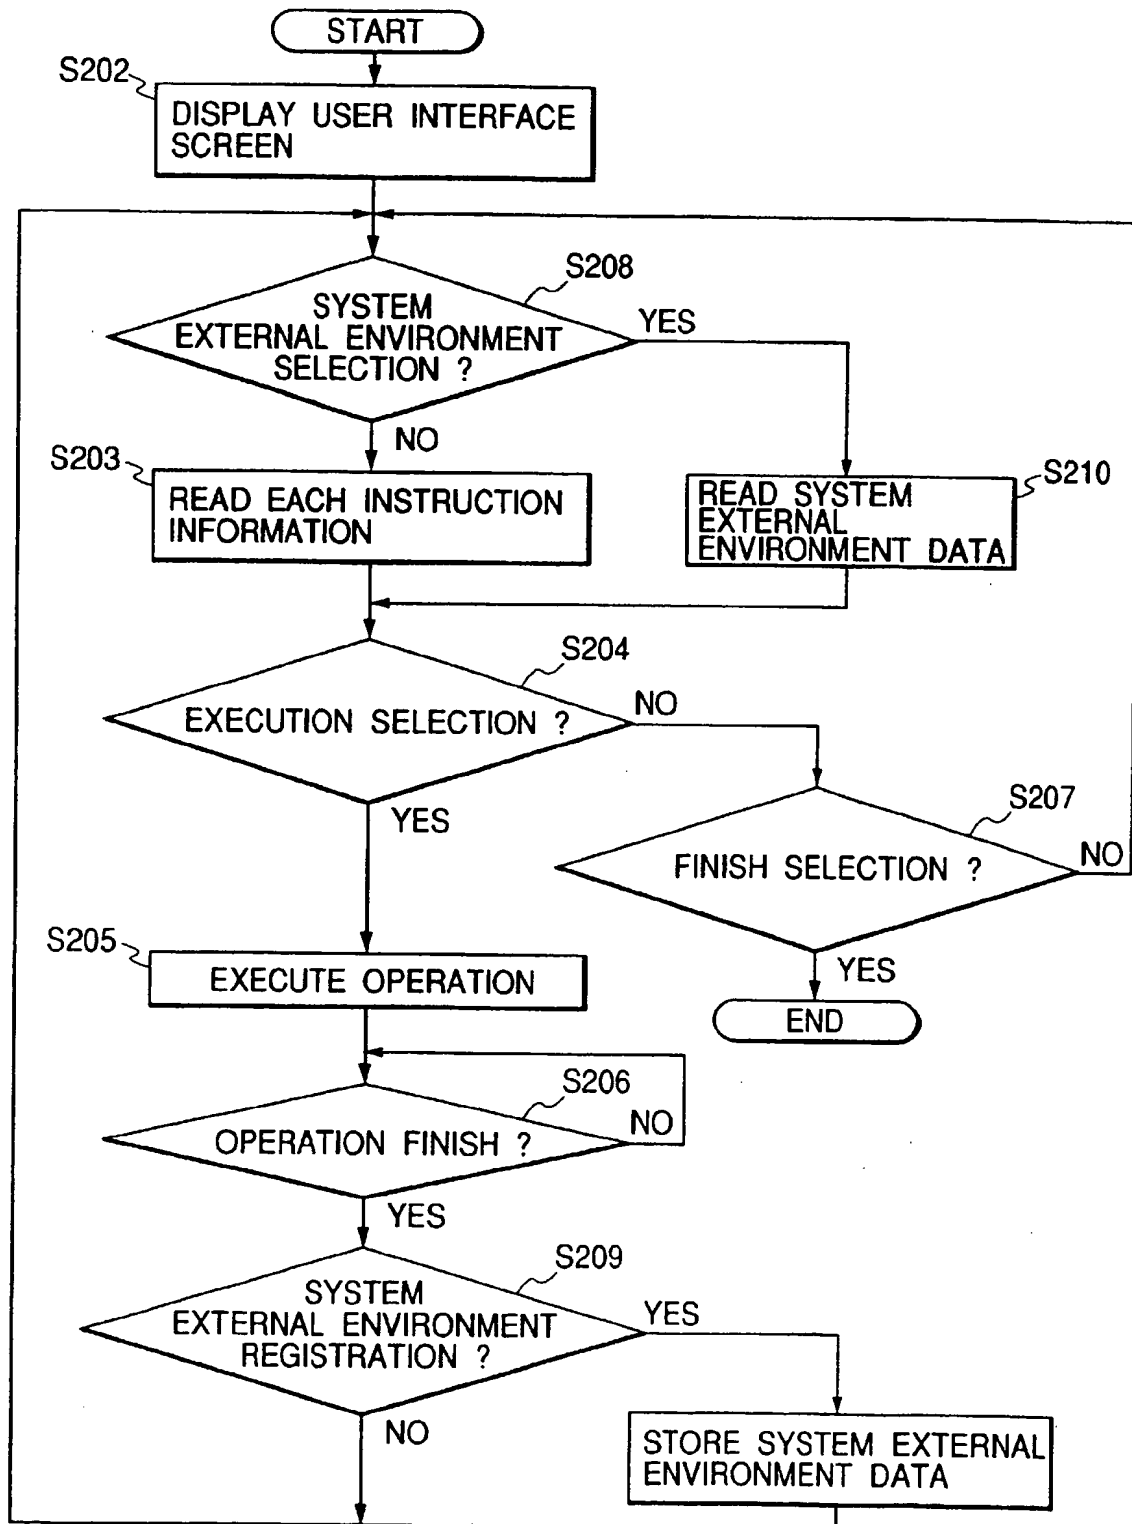 START
S202
DISPLAY USER INTERFACE
SCREEN
S208
SYSTEM
EXTERNAL ENVIRONMENT
SELECTION ?
YES
NO
S203
READ EACH INSTRUCTION
INFORMATION
S210
READ SYSTEM
EXTERNAL
ENVIRONMENT DATA
S204
EXECUTION SELECTION ?
NO
YES
S207
FINISH SELECTION ?
NO
YES
END
S205
EXECUTE OPERATION
S206
OPERATION FINISH ?
NO
YES
S209
SYSTEM
EXTERNAL ENVIRONMENT
REGISTRATION ?
YES
NO
STORE SYSTEM EXTERNAL
ENVIRONMENT DATA